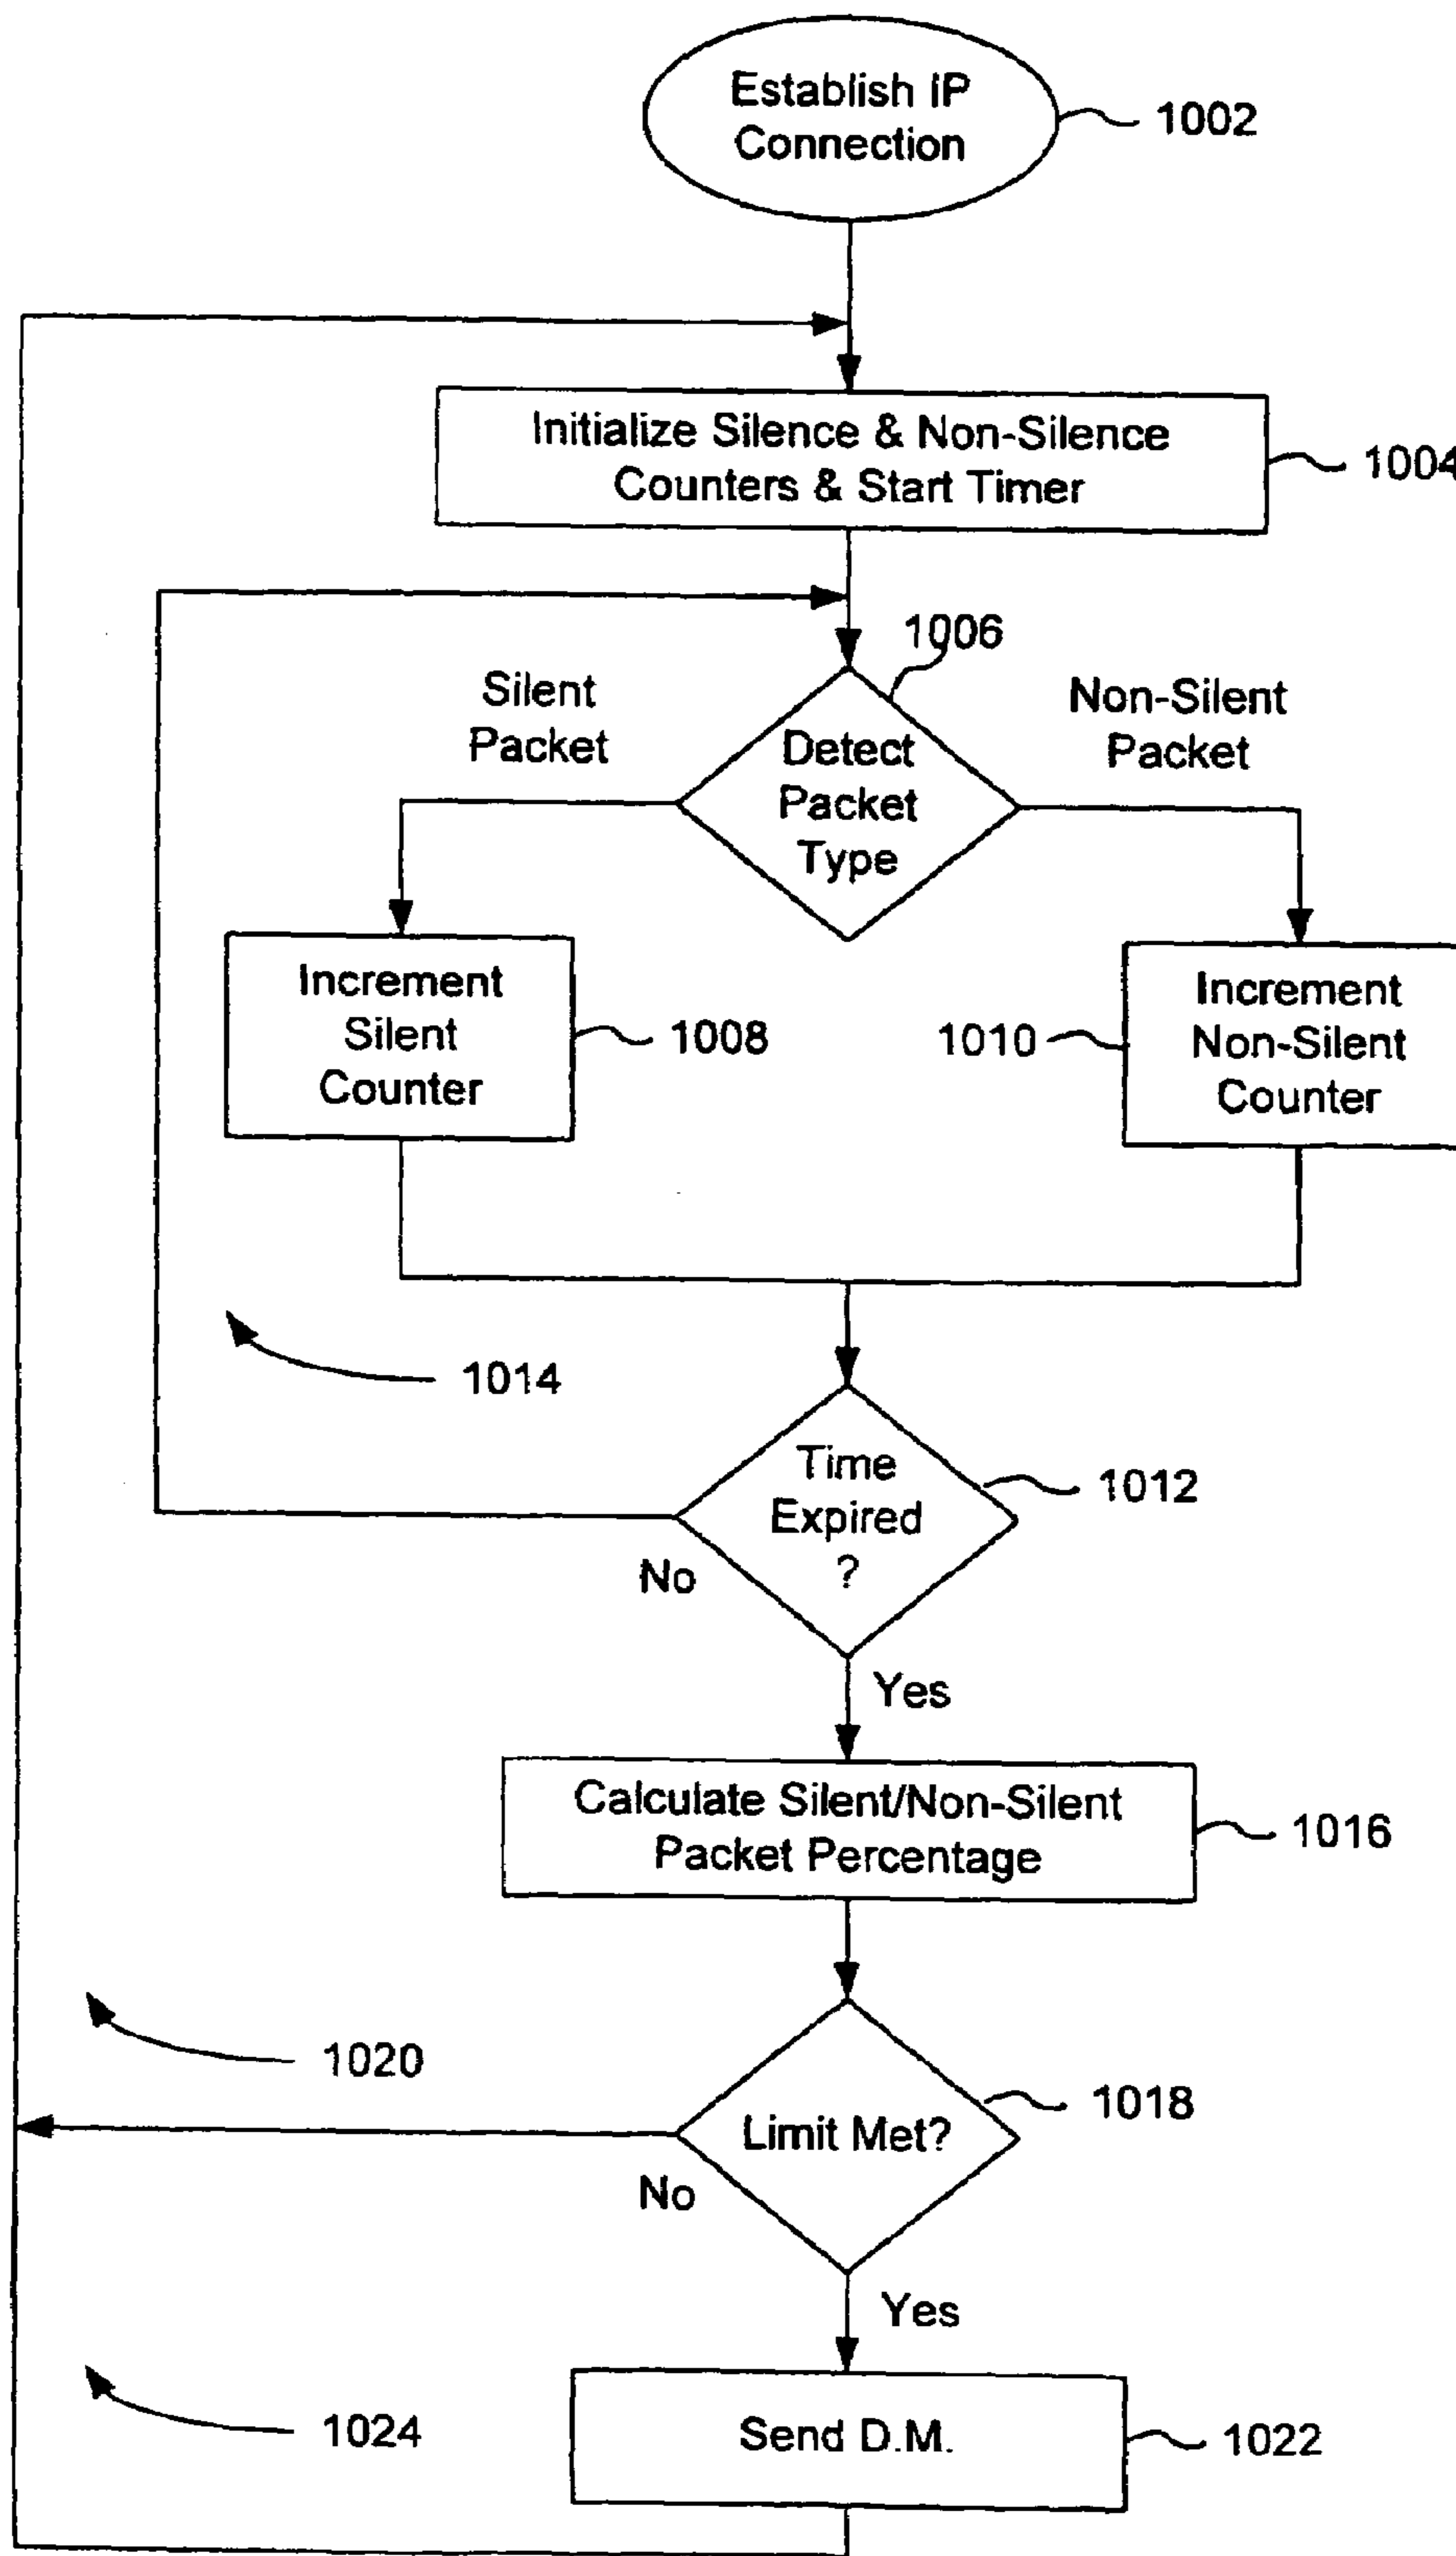 Establish IP
Connection
1002
Initialize Silence & Non-Silence
Counters & Start Timer
1004
1006
Silent
Packet
Non-Silent
Packet
Detect
Packet
Type
Increment
Silent
Counter
1008
1010
Increment
Non-Silent
Counter
1014
Time
Expired
?
1012
No
Yes
Calculate Silent/Non-Silent
Packet Percentage
1016
1020
Limit Met?
1018
No
Yes
1024
Send D.M.
1022